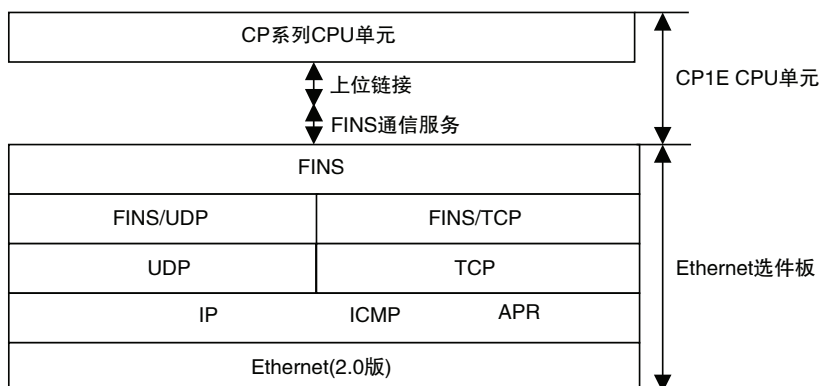 CP系列CPU单元
上位链接
CP1E CPU单元
FINS通信服务
FINS
FINS/UDP
FINS/TCP
UDP
TCP
Ethernet选件板
IP
ICMP
APR
Ethernet(2.0版)